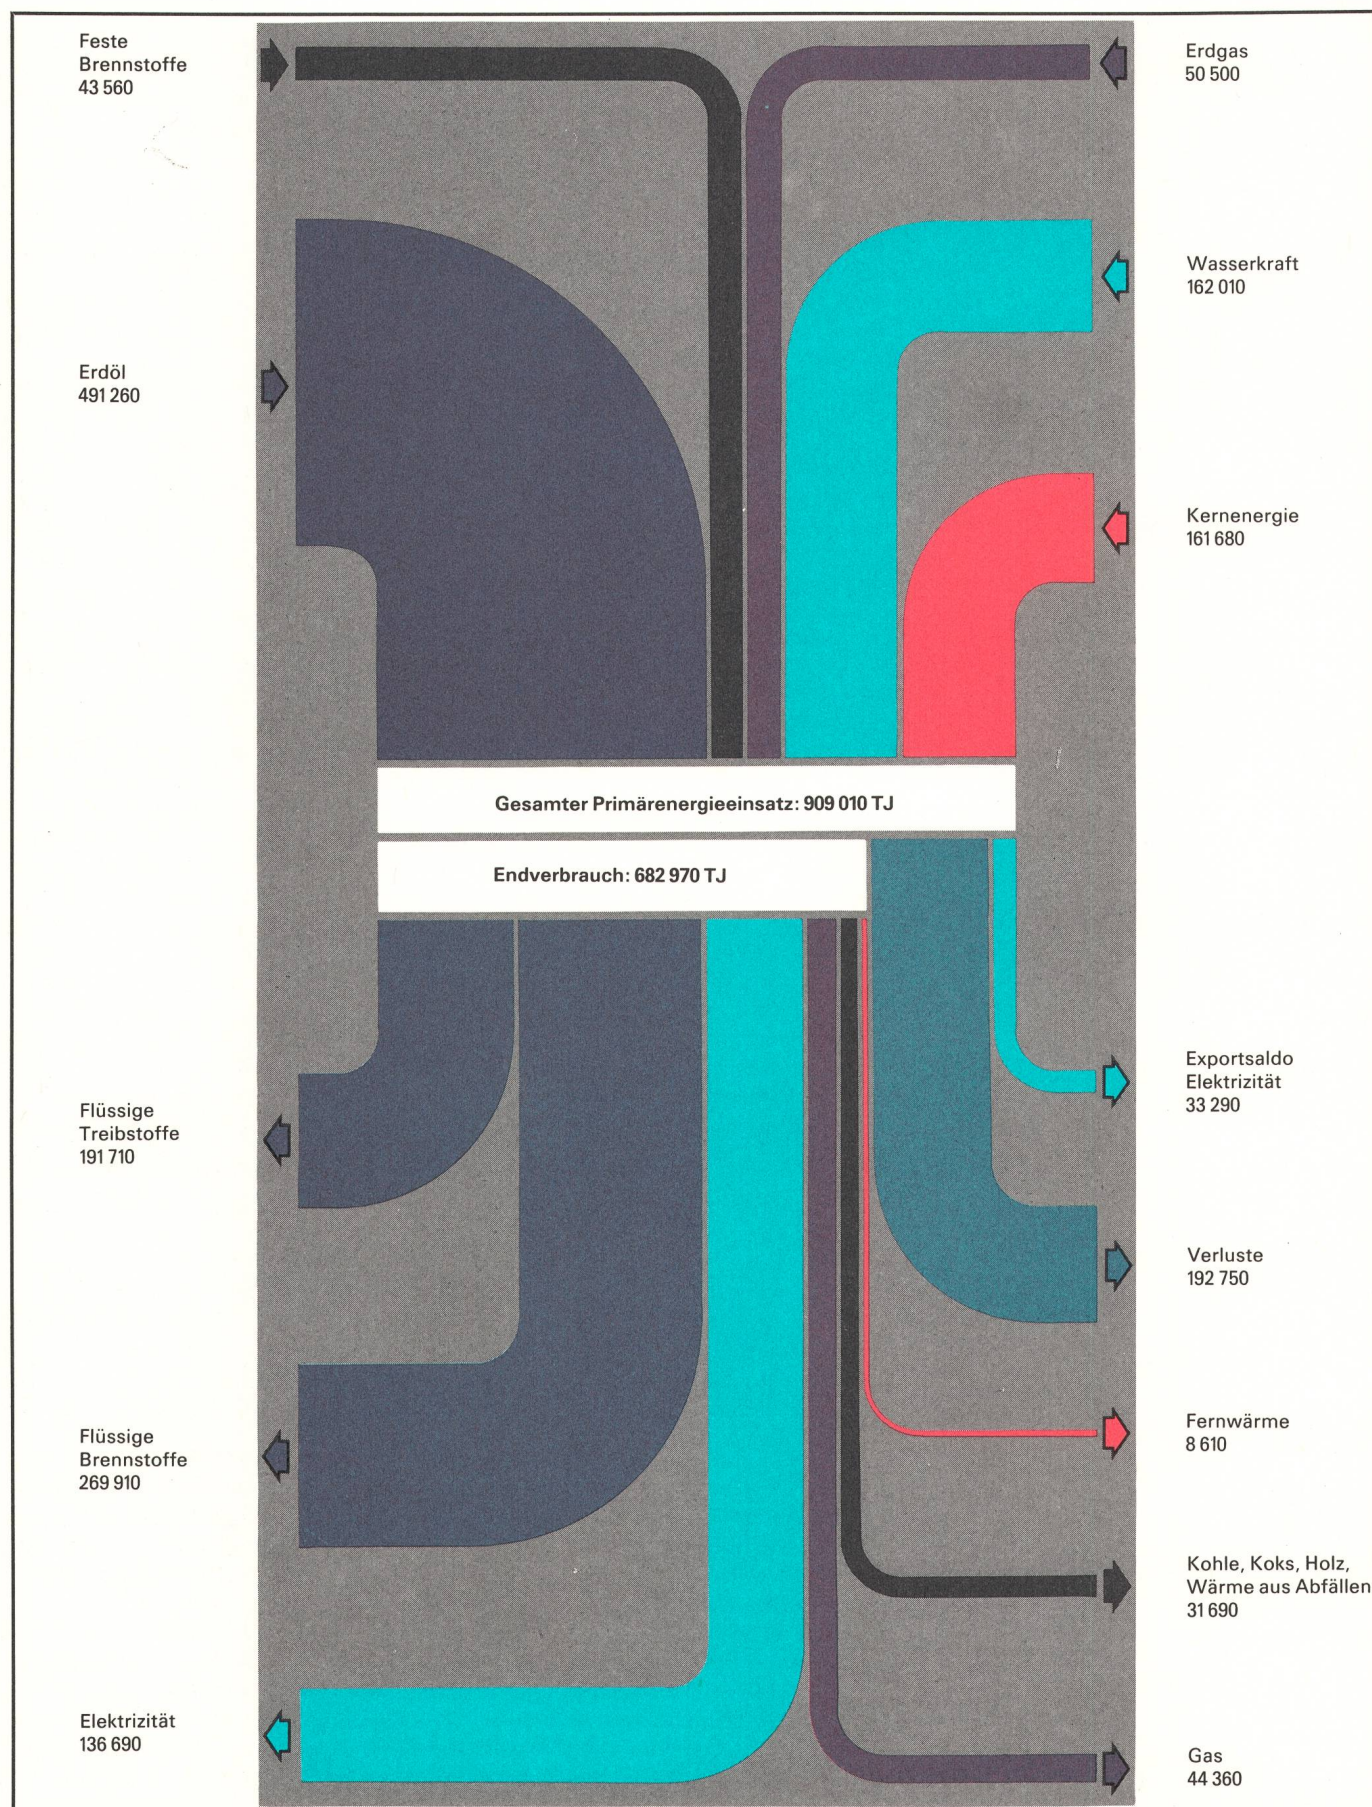 Feste
Brennstoffe
43 560
Erdgas
50 500
Wasserkraft
162 010
Erdöl
491 260
Kernenergie
161 680
Gesamter Primärenergieeinsatz: 909 010 TJ
Endverbrauch: 682 970 TJ
Exportsaldo
Elektrizität
33 290
Flüssige
Treibstoffe
191 710
Verluste
192 750
Fernwärme
8 610
Flüssige
Brennstoffe
269 910
Kohle, Koks, Holz,
Wärme aus Abfällen
31 690
Elektrizität
136 690
Gas
44 360